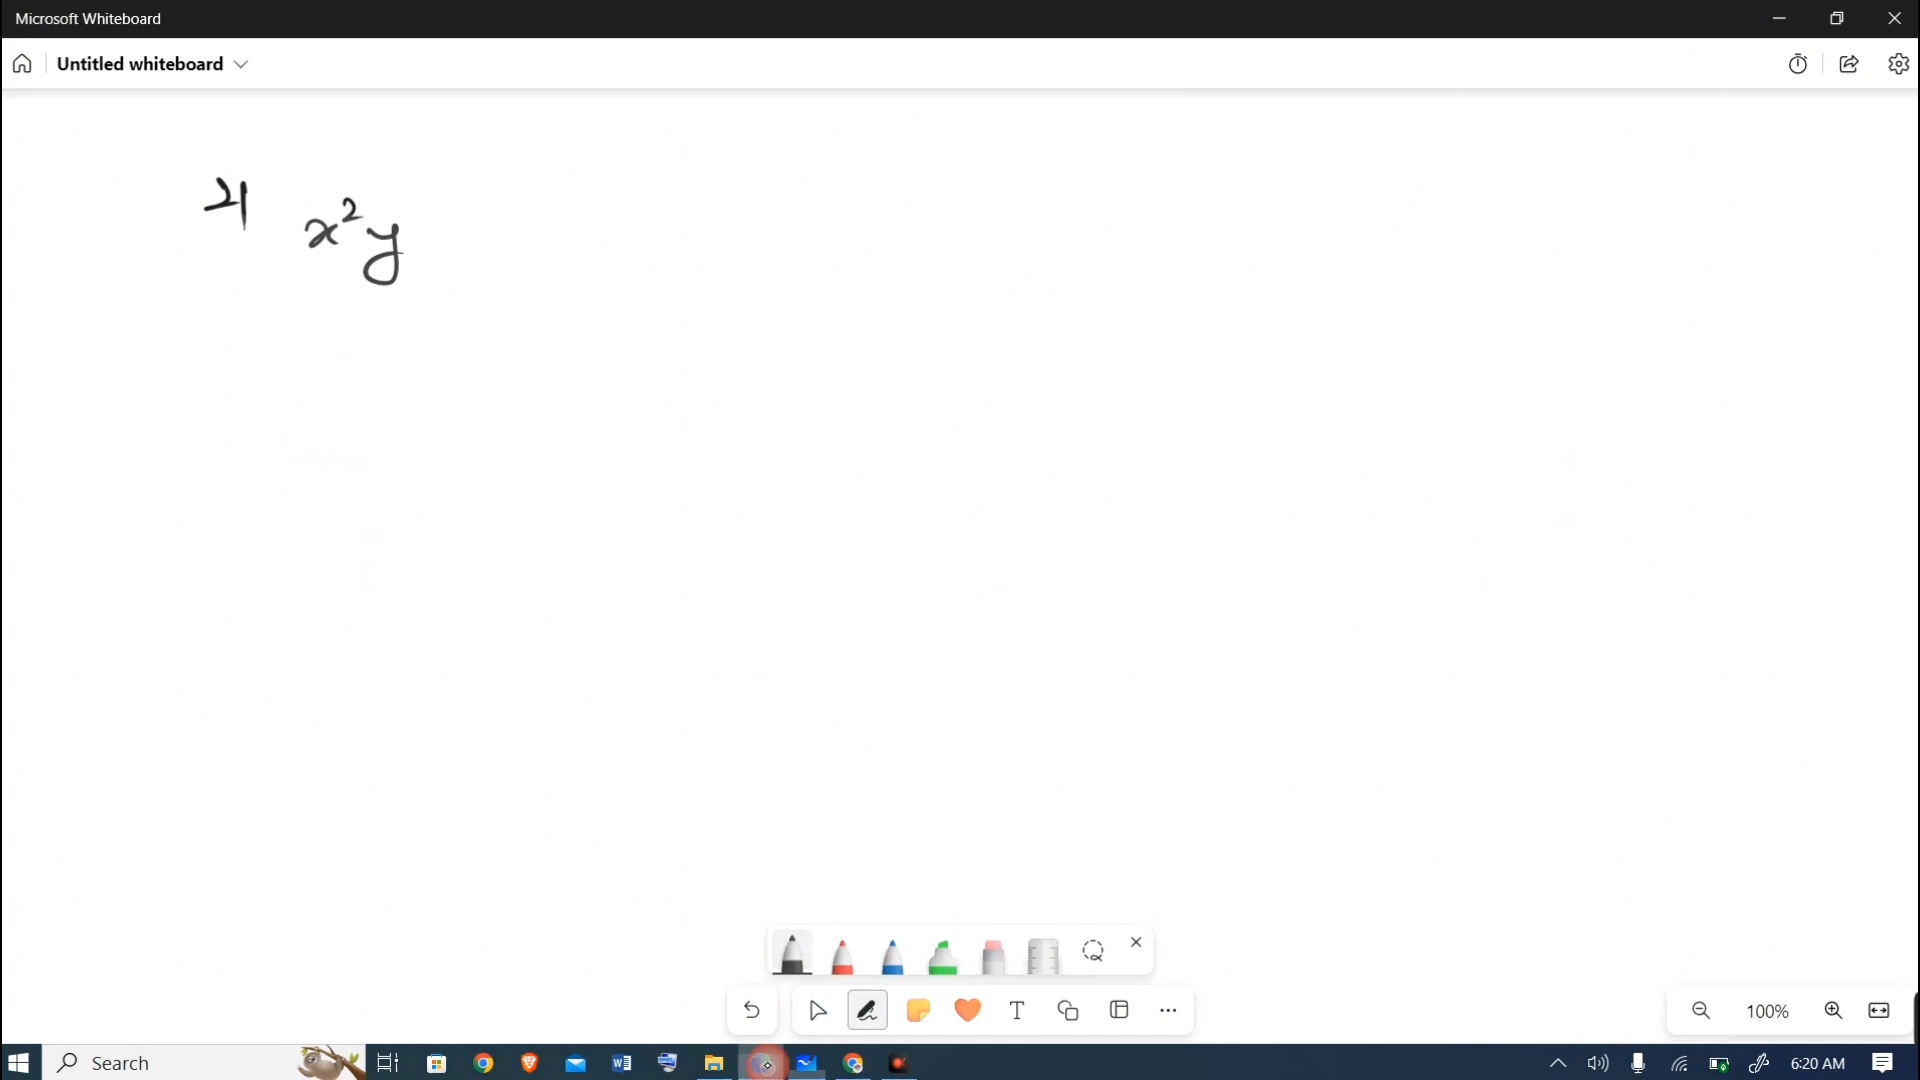 Microsoft Whiteboard
Untitled whiteboard
x²y
100%
Search
6:20 AM